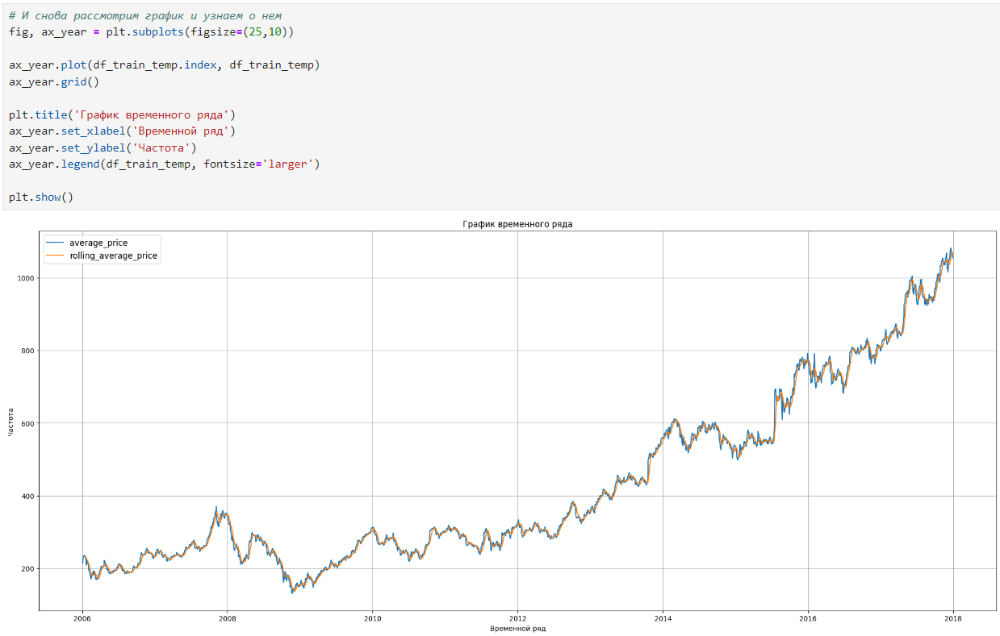 # И снова рассмотрим график и узнаем о нем
fig, ax_year = plt.subplots(figsize=(25,10))
ax_year.plot(df_train_temp.index, df_train_temp)
ax_year.grid()
plt.title('График временного ряда')
ax_year.set_xlabel('Временной ряд')
ax_year.set_ylabel('Частота')
ax_year.legend(df_train_temp, fontsize='larger')
plt.show()
График временного ряда
average_price
rolling_average_price
1000
800
600
400
200
Частота
2006 2008 2010 2012 2014 2016 2018
Временной ряд